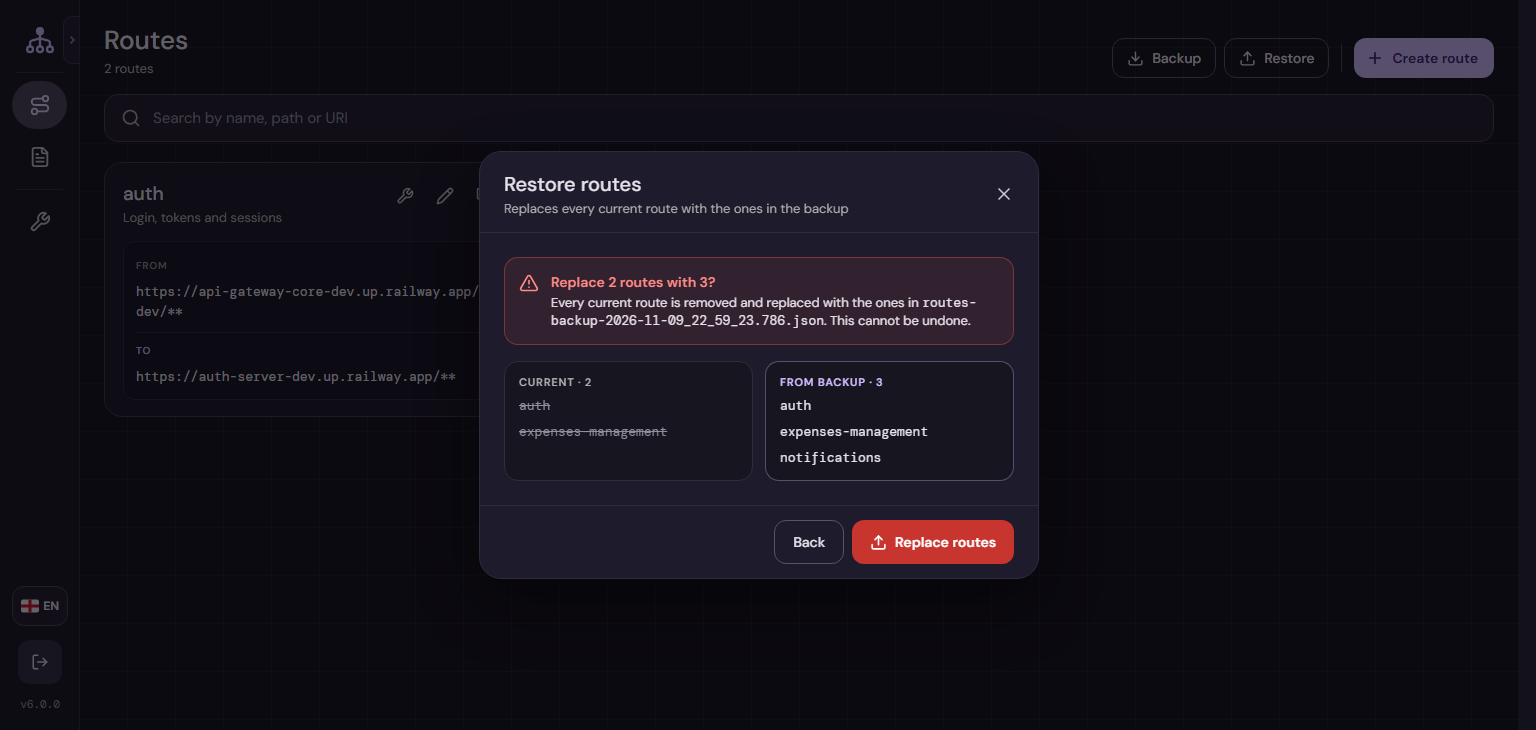 Routes
2 routes
Backup
Restore
Create route
Search by name, path or URI
auth
Login, tokens and sessions
FROM
https://api-gateway-core-dev.up.railway.app/
dev/**
TO
https://auth-server-dev.up.railway.app/**
Restore routes
Replaces every current route with the ones in the backup
Replace 2 routes with 3?
Every current route is removed and replaced with the ones in routes-
backup-2026-11-09_22_59_23.786.json. This cannot be undone.
CURRENT · 2
auth
expenses-management
FROM BACKUP · 3
auth
expenses-management
notifications
Back
Replace routes
EN
v6.0.0